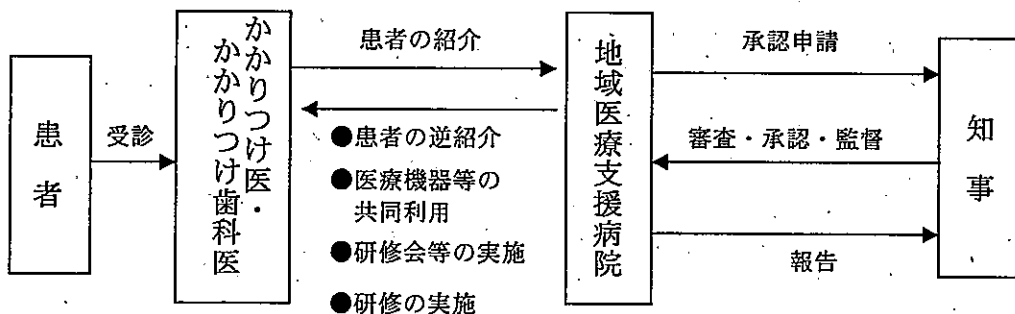 患者
受診
かかりつけ医・
かかりつけ歯科医
患者の紹介
●患者の逆紹介
●医療機器等の
共同利用
●研修会等の実施
●研修の実施
地域医療支援病院
承認申請
審査・承認・監督
報告
知事